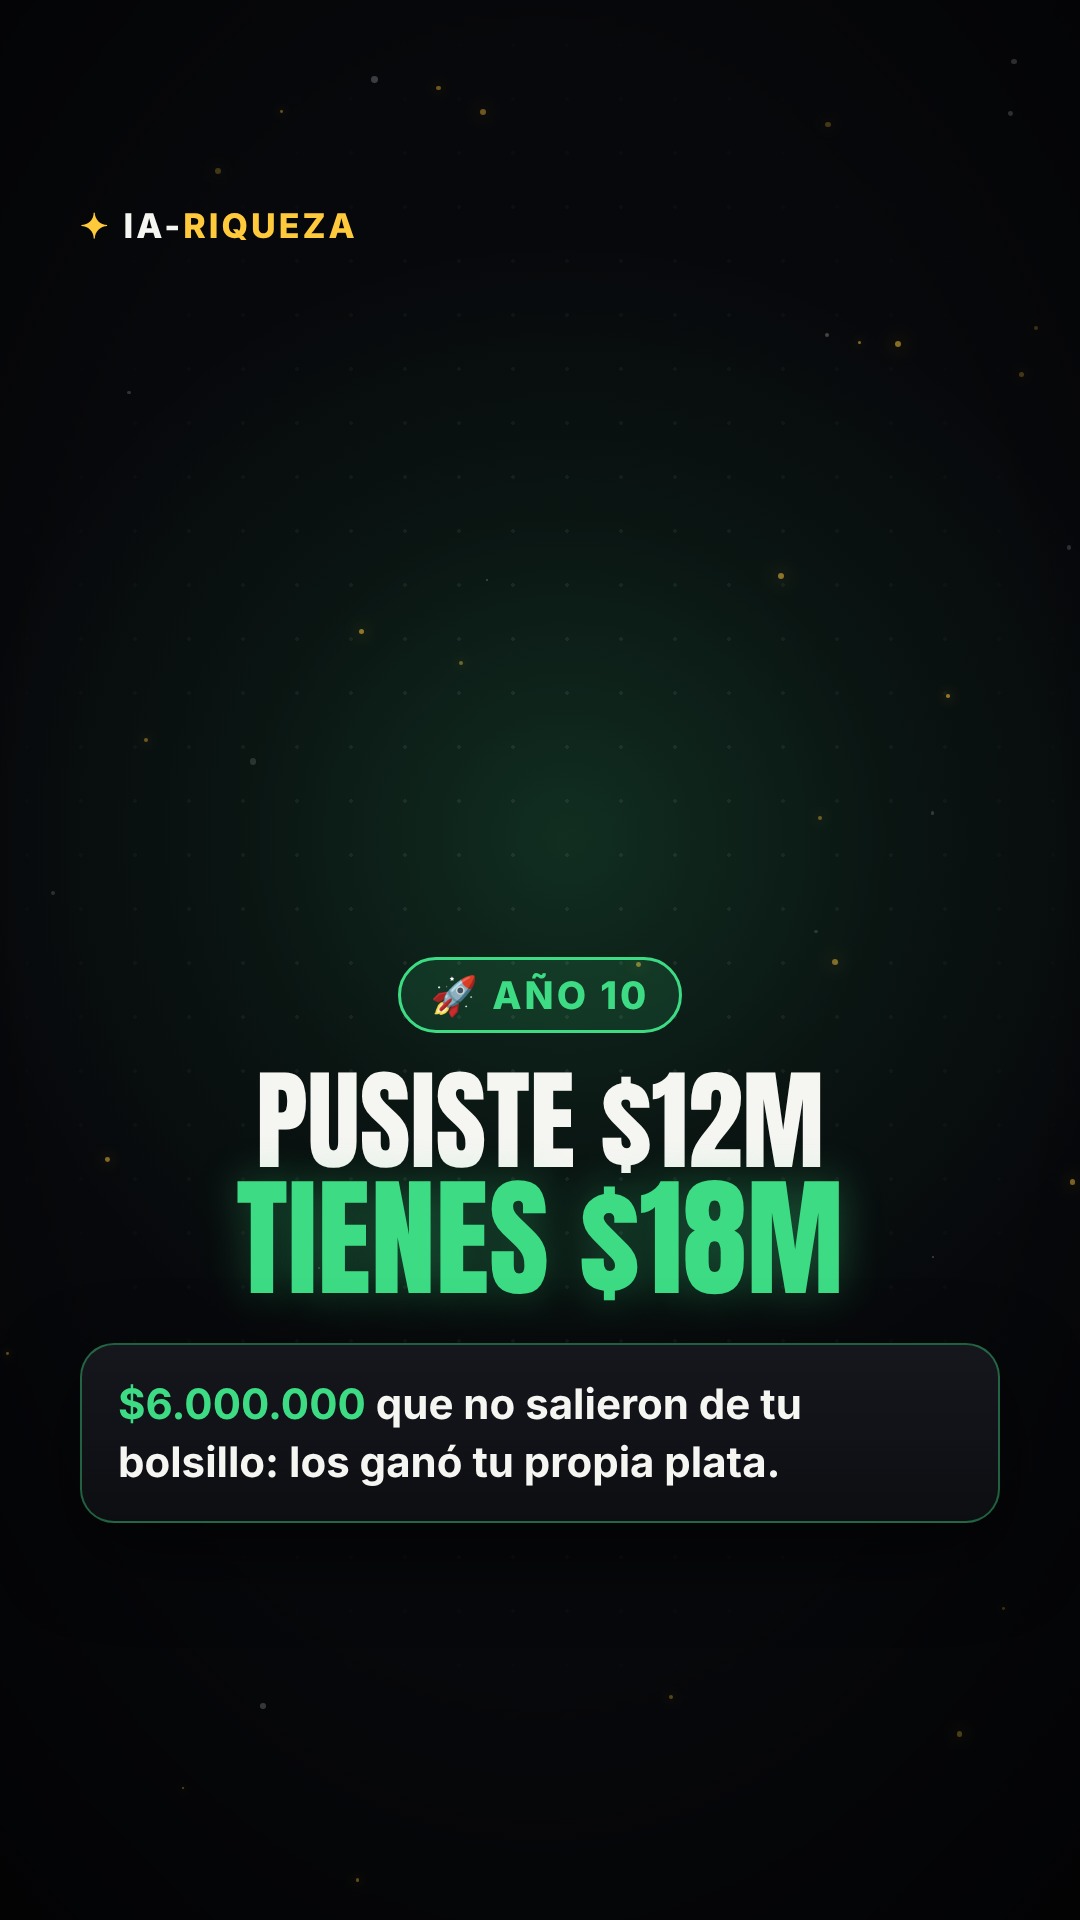 ✦ IA-RIQUEZA
🚀 AÑO 10
PUSISTE $12M
TIENES $18M
$6.000.000 que no salieron de tu
bolsillo: los ganó tu propia plata.